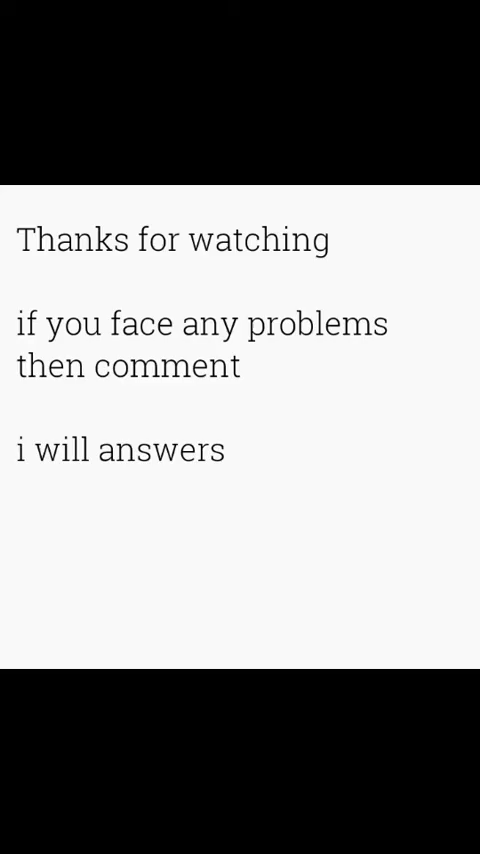 Thanks for watching
if you face any problems
then comment
i will answers